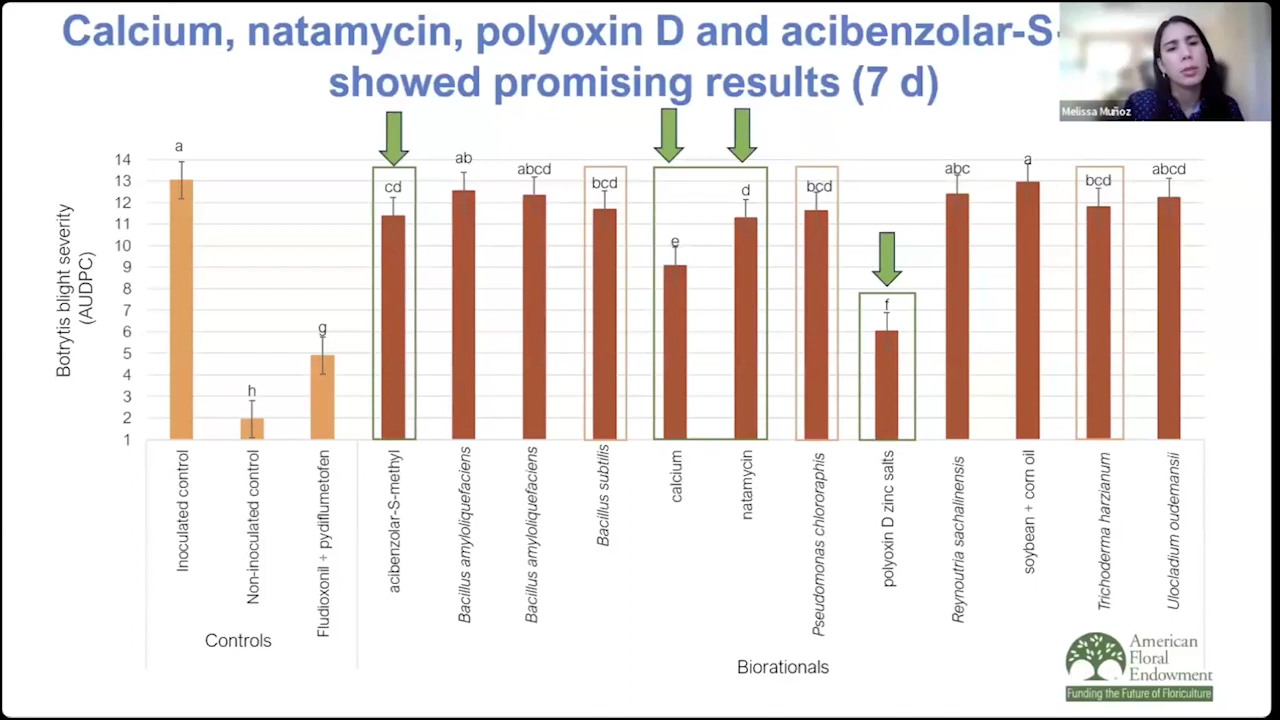 Calcium, natamycin, polyoxin D and acibenzolar-S-
showed promising results (7 d)
Melissa Muñoz
Botrytis blight severity
(AUDPC)
14
13
12
11
10
9
8
7
6
5
4
3
2
1
a
h
g
cd
ab
abcd
bcd
e
d
bcd
f
abc
a
bcd
abcd
Inoculated control
Non-inoculated control
Fludioxonil + pydiflumetofen
acibenzolar-S-methyl
Bacillus amyloliquefaciens
Bacillus amyloliquefaciens
Bacillus subtilis
calcium
natamycin
Pseudomonas chlororaphis
polyoxin D zinc salts
Reynoutria sachalinensis
soybean + corn oil
Trichoderma harzianum
Ulocladium oudemansii
Controls
Biorationals
American
Floral
Endowment
Funding the Future of Floriculture